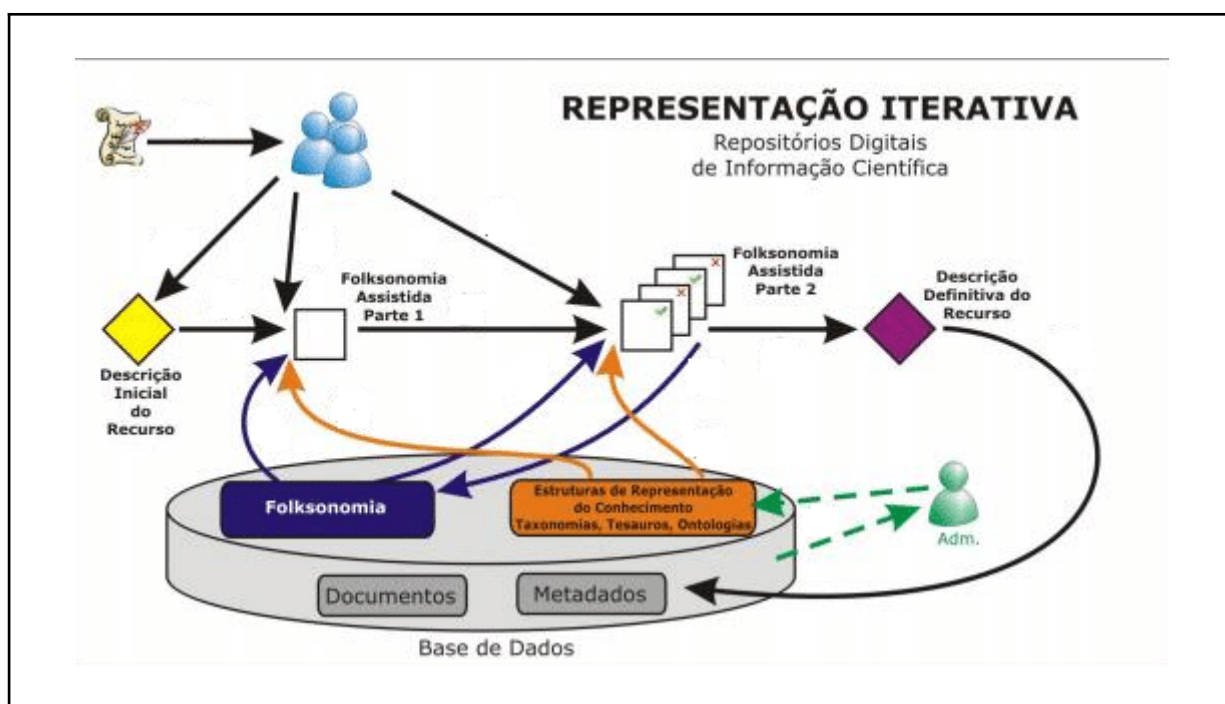 REPRESENTAÇÃO ITERATIVA
Repositórios Digitais
de Informação Científica
Folksonomia
Assistida
Parte 1
Folksonomia
Assistida
Parte 2
Descrição
Definitiva do
Recurso
Descrição
Inicial
do
Recurso
Folksonomia
Estruturas de Representação
do Conhecimento
Taxonomias, Tesauros, Ontologias
Adm.
Documentos
Metadados
Base de Dados